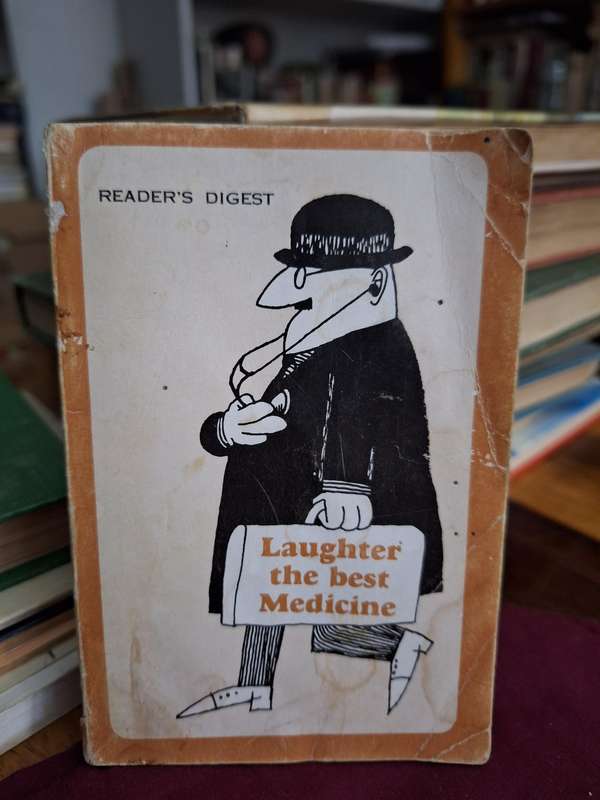 READER'S DIGEST
Laughter
the best
Medicine